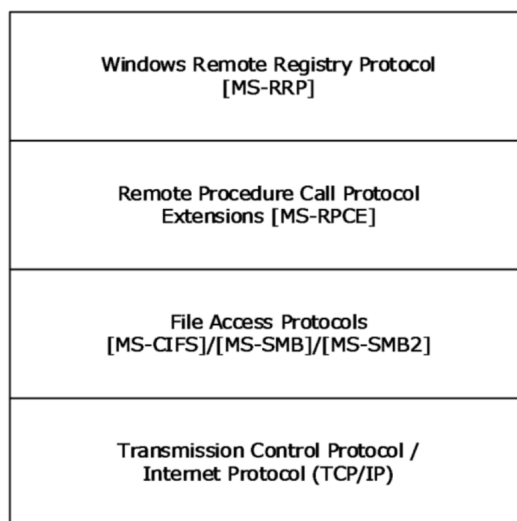 Windows Remote Registry Protocol
[MS-RRP]
Remote Procedure Call Protocol
Extensions [MS-RPCE]
File Access Protocols
[MS-CIFS]/[MS-SMB]/[MS-SMB2]
Transmission Control Protocol /
Internet Protocol (TCP/IP)